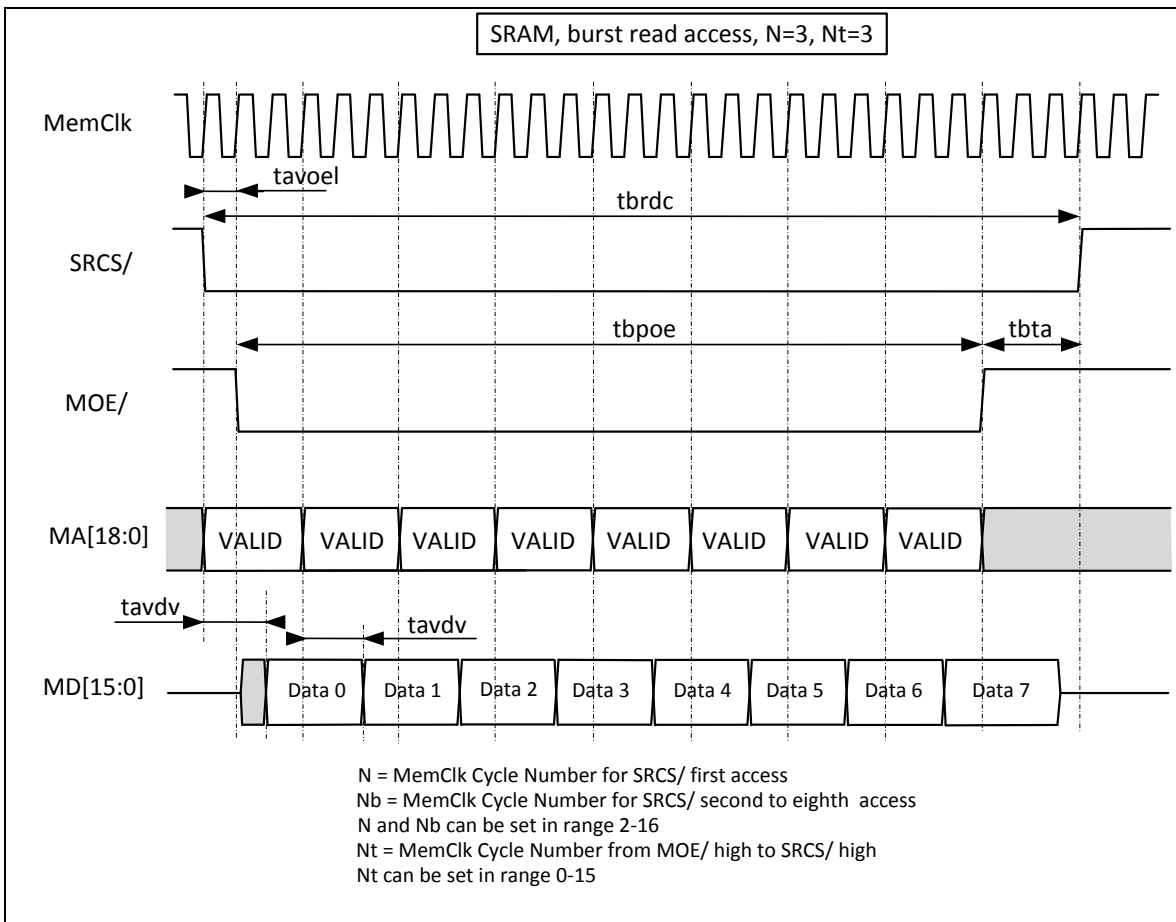 SRAM, burst read access, N=3, Nt=3
MemClk
tavoel
tbrdc
SRCS/
tbpoe
tbta
MOE/
MA[18:0]
VALID VALID VALID VALID VALID VALID VALID VALID
tavdv
tavdv
MD[15:0]
Data 0 Data 1 Data 2 Data 3 Data 4 Data 5 Data 6 Data 7
N = MemClk Cycle Number for SRCS/ first access
Nb = MemClk Cycle Number for SRCS/ second to eighth access
N and Nb can be set in range 2-16
Nt = MemClk Cycle Number from MOE/ high to SRCS/ high
Nt can be set in range 0-15